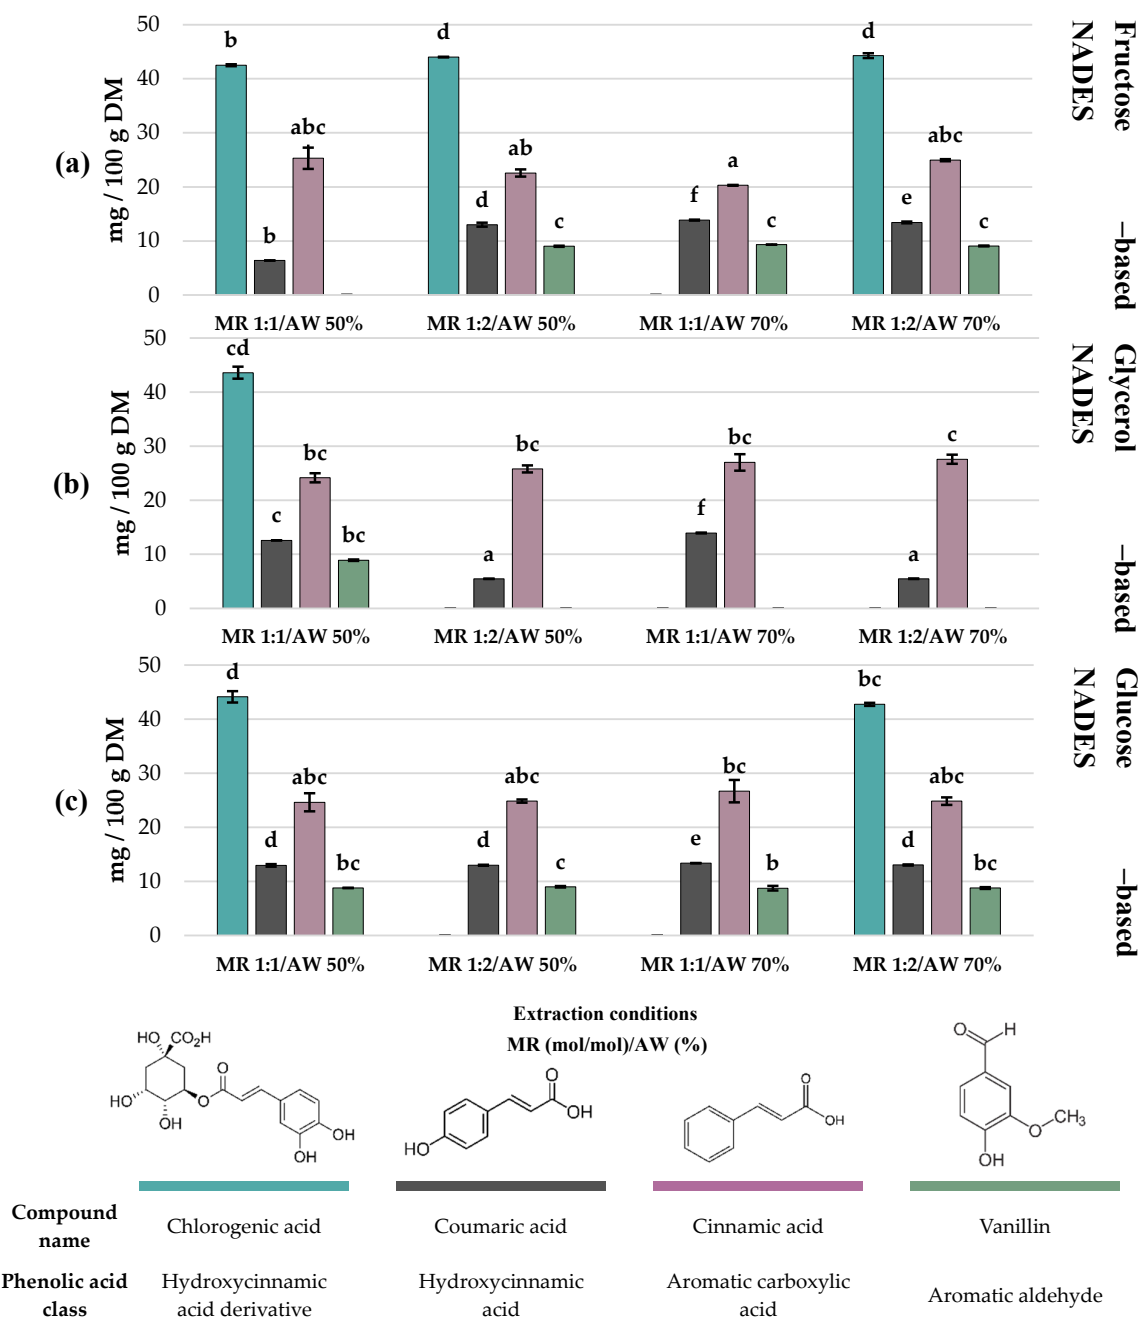 50
40
30
20
10
0
mg / 100 g DM
(a)
b
b
abc
d
d
ab
c
f
a
c
d
e
abc
c
MR 1:1/AW 50%
MR 1:2/AW 50%
MR 1:1/AW 70%
MR 1:2/AW 70%
Fructose –based
NADES
50
40
30
20
10
0
mg / 100 g DM
(b)
cd
c
bc
bc
a
bc
f
bc
a
c
MR 1:1/AW 50%
MR 1:2/AW 50%
MR 1:1/AW 70%
MR 1:2/AW 70%
Glycerol –based
NADES
50
40
30
20
10
0
mg / 100 g DM
(c)
d
d
abc
bc
d
abc
c
e
bc
b
bc
d
abc
bc
MR 1:1/AW 50%
MR 1:2/AW 50%
MR 1:1/AW 70%
MR 1:2/AW 70%
Glucose –based
NADES
Extraction conditions
MR (mol/mol)/AW (%)
HO CO₂H
O
HO
O
OH
OH
OH
O
OH
HO
O
OH
O H
O CH₃
OH
Compound name
Chlorogenic acid
Coumaric acid
Cinnamic acid
Vanillin
Phenolic acid class
Hydroxycinnamic acid derivative
Hydroxycinnamic acid
Aromatic carboxylic acid
Aromatic aldehyde